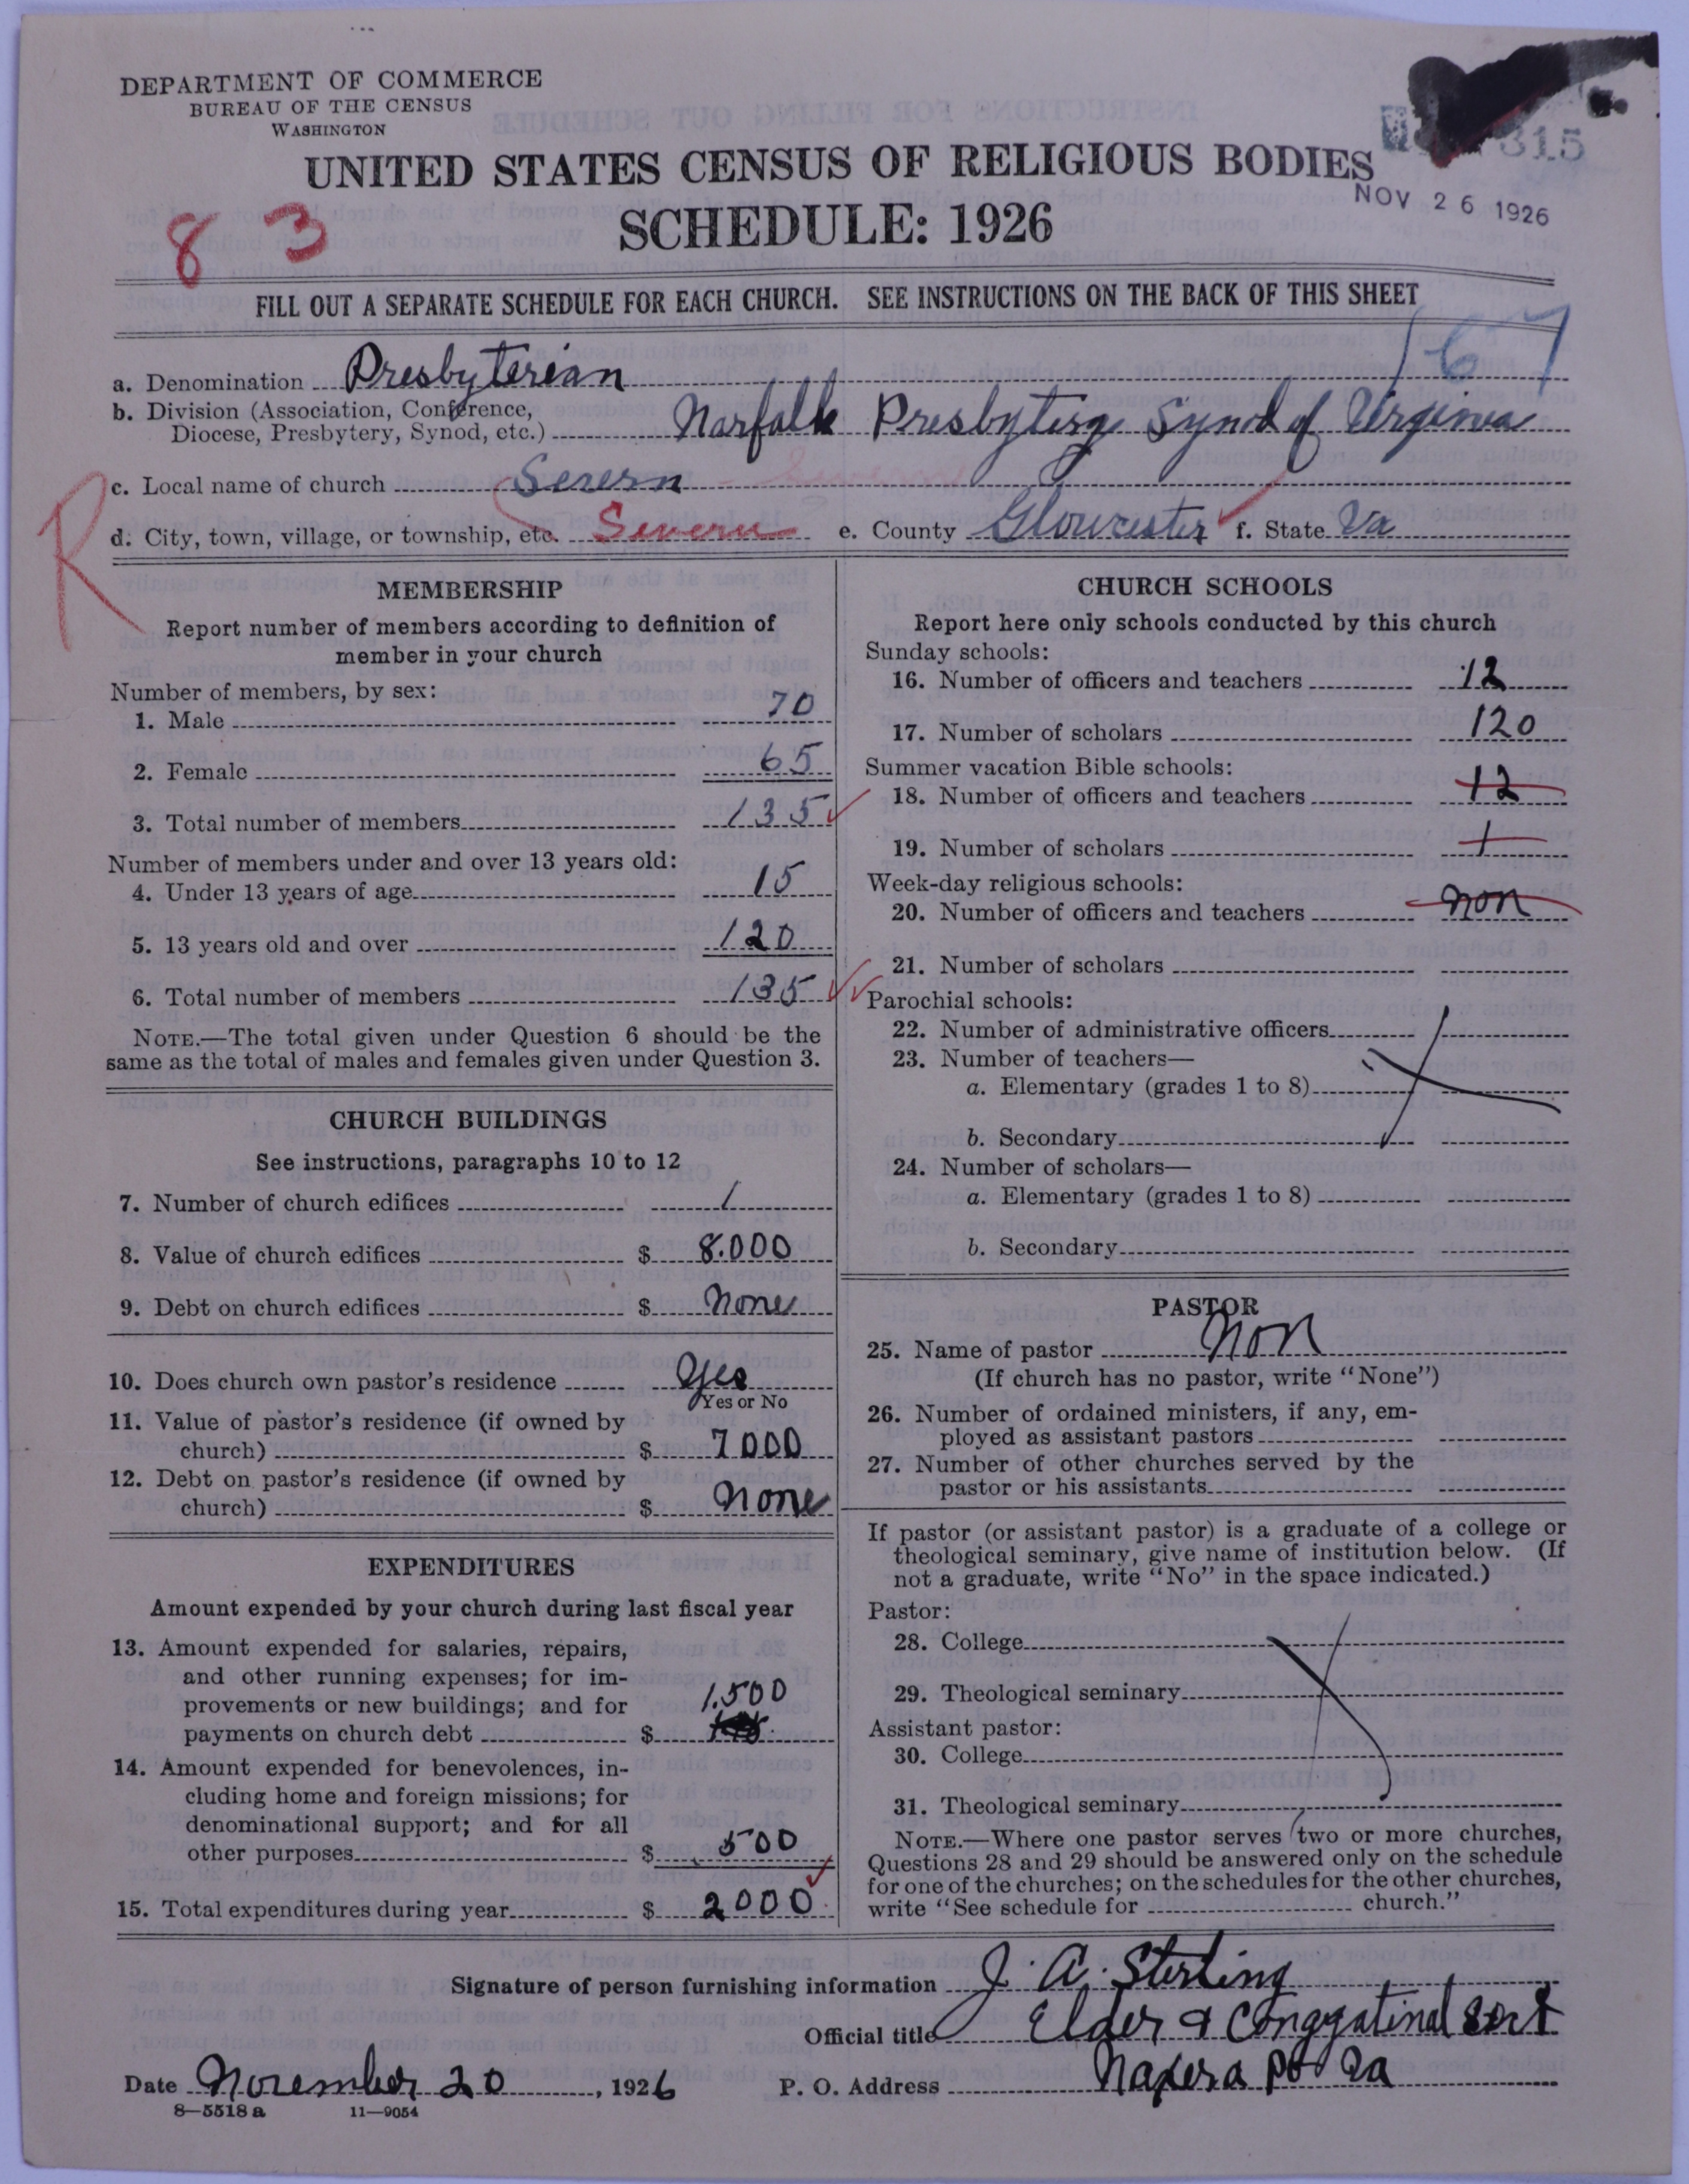 DEPARTMENT OF COMMERCE
BUREAU OF THE CENSUS
WASHINGTON
UNITED STATES CENSUS OF RELIGIOUS BODIES
SCHEDULE: 1926
315
NOV 26 1926
8 3
FILL OUT A SEPARATE SCHEDULE FOR EACH CHURCH. SEE INSTRUCTIONS ON THE BACK OF THIS SHEET
167
a. Denomination Presbyterian
b. Division (Association, Conference,
Diocese, Presbytery, Synod, etc.) Norfolk Presbytery Synod of Virginia
R
c. Local name of church Severn Severn
d. City, town, village, or township, etc. Severn e. County Gloucester f. State Va
MEMBERSHIP
Report number of members according to definition of
member in your church
Number of members, by sex:
1. Male 70
2. Female 65
3. Total number of members 135
Number of members under and over 13 years old:
4. Under 13 years of age 15
5. 13 years old and over 120
6. Total number of members 135
NOTE.—The total given under Question 6 should be the
same as the total of males and females given under Question 3.
CHURCH BUILDINGS
See instructions, paragraphs 10 to 12
7. Number of church edifices 1
8. Value of church edifices $ 8.000
9. Debt on church edifices $ None
10. Does church own pastor's residence Yes
Yes or No
11. Value of pastor's residence (if owned by
church) $ 7000
12. Debt on pastor's residence (if owned by
church) $ None
EXPENDITURES
Amount expended by your church during last fiscal year
13. Amount expended for salaries, repairs,
and other running expenses; for im-
provements or new buildings; and for 1.500
payments on church debt $
14. Amount expended for benevolences, in-
cluding home and foreign missions; for
denominational support; and for all
other purposes $ 500
15. Total expenditures during year $ 2000
CHURCH SCHOOLS
Report here only schools conducted by this church
Sunday schools:
16. Number of officers and teachers 12
17. Number of scholars 120
Summer vacation Bible schools:
18. Number of officers and teachers 12
19. Number of scholars 1
Week-day religious schools:
20. Number of officers and teachers Non
21. Number of scholars
Parochial schools:
22. Number of administrative officers
23. Number of teachers—
a. Elementary (grades 1 to 8)
b. Secondary
24. Number of scholars—
a. Elementary (grades 1 to 8)
b. Secondary
PASTOR
25. Name of pastor Non
(If church has no pastor, write "None")
26. Number of ordained ministers, if any, em-
ployed as assistant pastors
27. Number of other churches served by the
pastor or his assistants
If pastor (or assistant pastor) is a graduate of a college or
theological seminary, give name of institution below. (If
not a graduate, write "No" in the space indicated.)
Pastor:
28. College
29. Theological seminary
Assistant pastor:
30. College
31. Theological seminary
NOTE.—Where one pastor serves two or more churches,
Questions 28 and 29 should be answered only on the schedule
for one of the churches; on the schedules for the other churches,
write "See schedule for church."
Signature of person furnishing information J. A. Sterling
Official title Elder &
Date November 20, 1926 P. O. Address Naxera PO Va
8—5518 a 11—9054